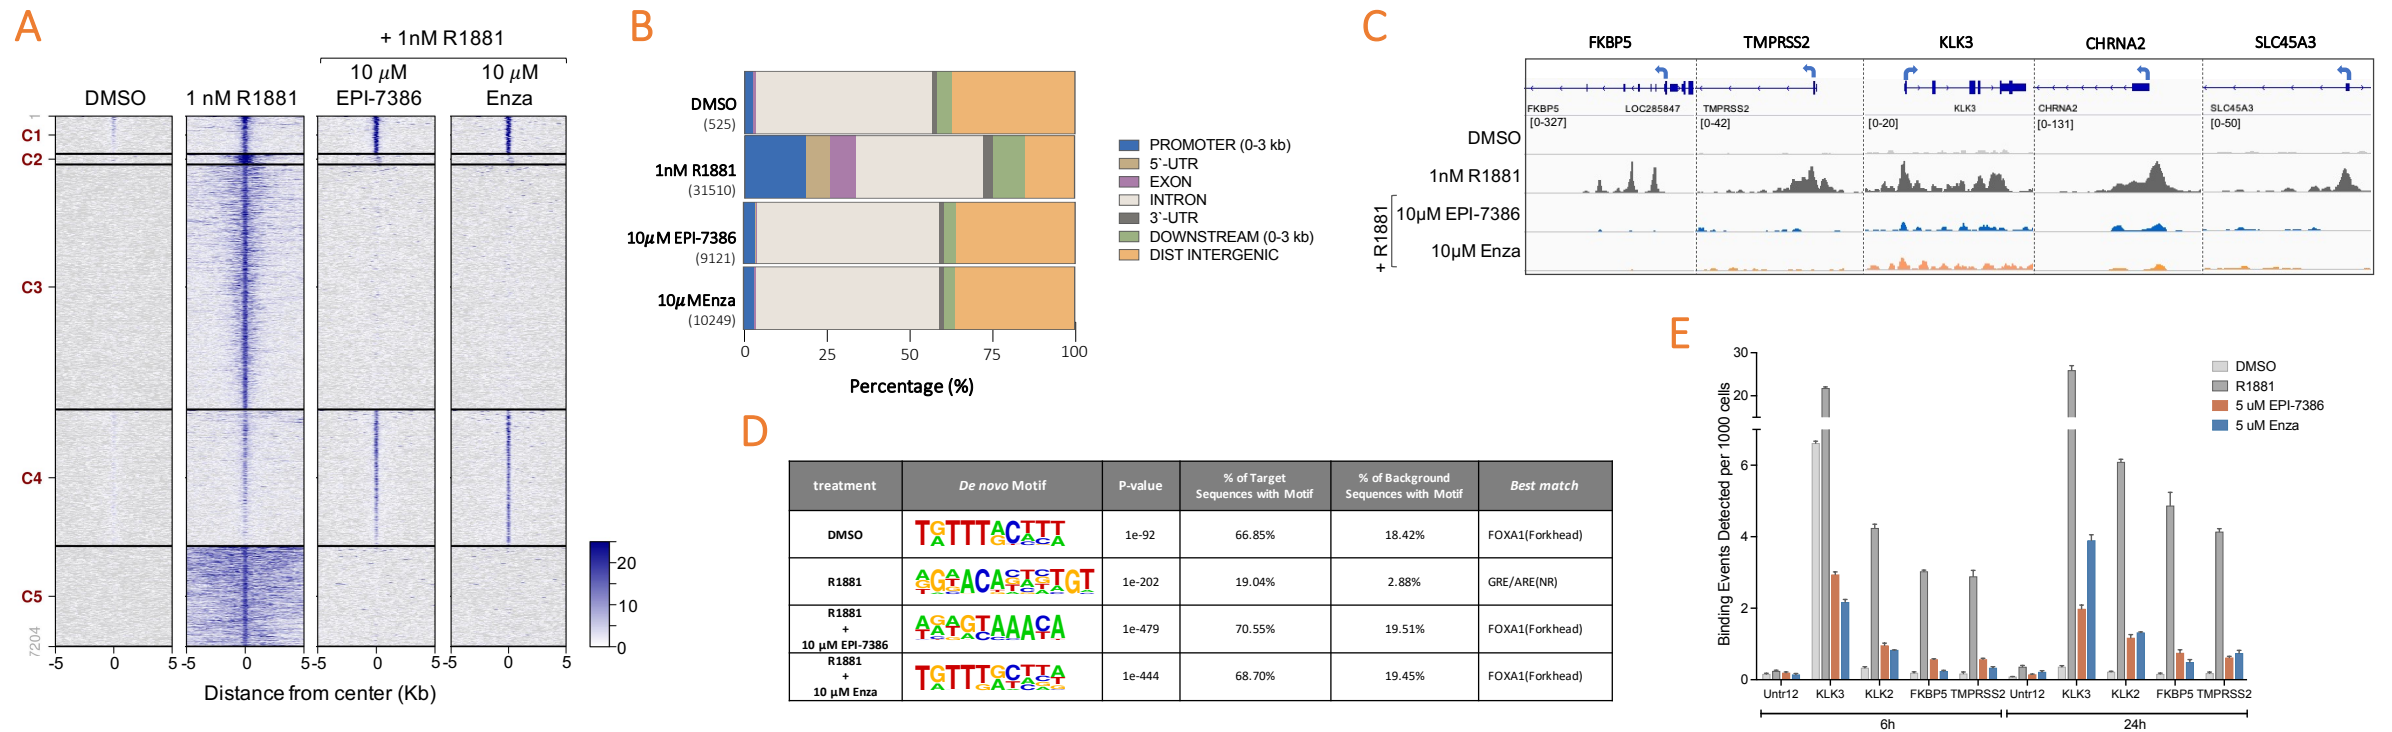 A
+ 1nM R1881
DMSO
1 nM R1881
10 μM
EPI-7386
10 μM
Enza
1
C1
C2
C3
C4
C5
7204
-5 0 5
-5 0 5
-5 0 5
-5 0 5
Distance from center (Kb)
20
10
0
B
DMSO
(525)
1nM R1881
(31510)
10μM EPI-7386
(9121)
10μM Enza
(10249)
0 25 50 75 100
Percentage (%)
PROMOTER (0-3 kb)
5`-UTR
EXON
INTRON
3`-UTR
DOWNSTREAM (0-3 kb)
DIST INTERGENIC
C
FKBP5 TMPRSS2 KLK3 CHRNA2 SLC45A3
FKBP5 LOC285847 TMPRSS2 KLK3 CHRNA2 SLC45A3
[0-327] [0-42] [0-20] [0-131] [0-50]
DMSO
1nM R1881
+ R1881
10μM EPI-7386
10μM Enza
D
treatment De novo Motif P-value % of Target Sequences with Motif % of Background Sequences with Motif Best match
DMSO 1e-92 66.85% 18.42% FOXA1(Forkhead)
R1881 1e-202 19.04% 2.88% GRE/ARE(NR)
R1881
+
10 μM EPI-7386
1e-479 70.55% 19.51% FOXA1(Forkhead)
R1881
+
10 μM Enza
1e-444 68.70% 19.45% FOXA1(Forkhead)
E
Binding Events Detected per 1000 cells
30
20
6
4
2
0
DMSO
R1881
5 uM EPI-7386
5 uM Enza
Untr12 KLK3 KLK2 FKBP5 TMPRSS2 Untr12 KLK3 KLK2 FKBP5 TMPRSS2
6h 24h